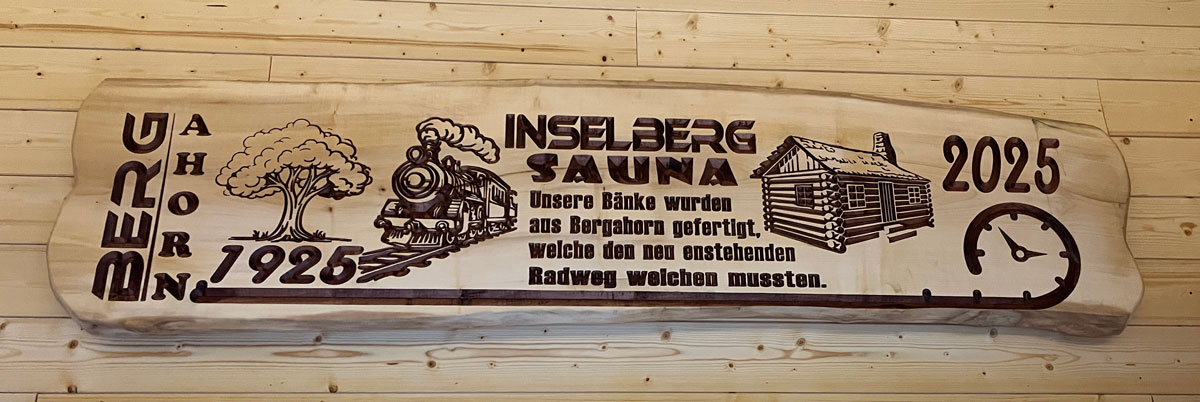 BERG
AHORN
1925
INSELBERG
SAUNA
Unsere Bänke wurden
aus Bergahorn gefertigt,
welche den neu enstehenden
Radweg weichen mussten.
2025